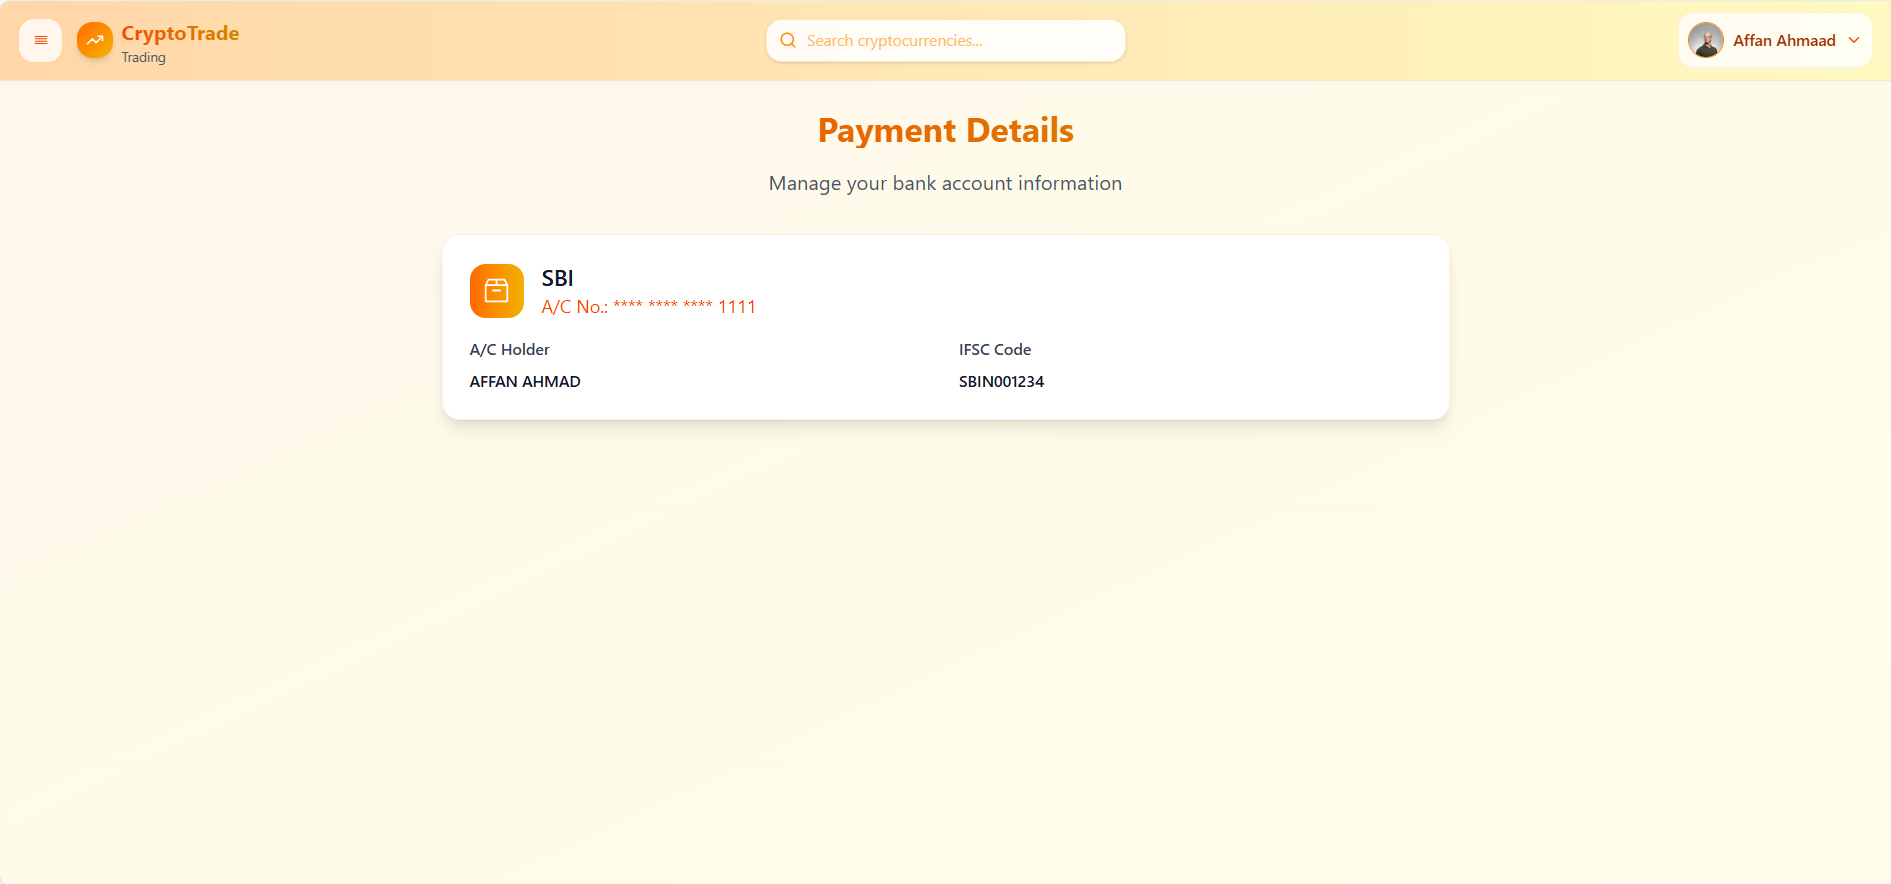 CryptoTrade
Trading
Search cryptocurrencies...
Affan Ahmaad
Payment Details
Manage your bank account information
SBI
A/C No.: **** **** **** 1111
A/C Holder
IFSC Code
AFFAN AHMAD
SBIN001234